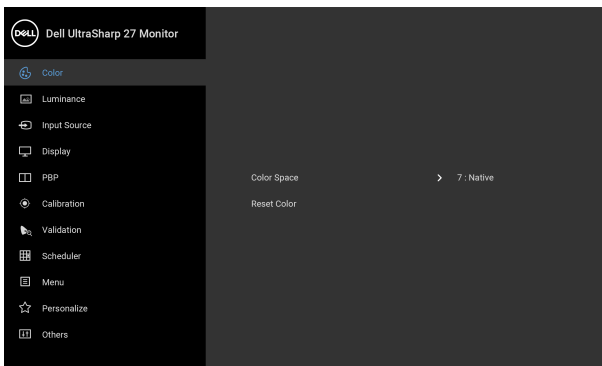 DELL Dell UltraSharp 27 Monitor
Color
Luminance
Input Source
Display
PBP Color Space 7 : Native
Calibration Reset Color
Validation
Scheduler
Menu
Personalize
Others